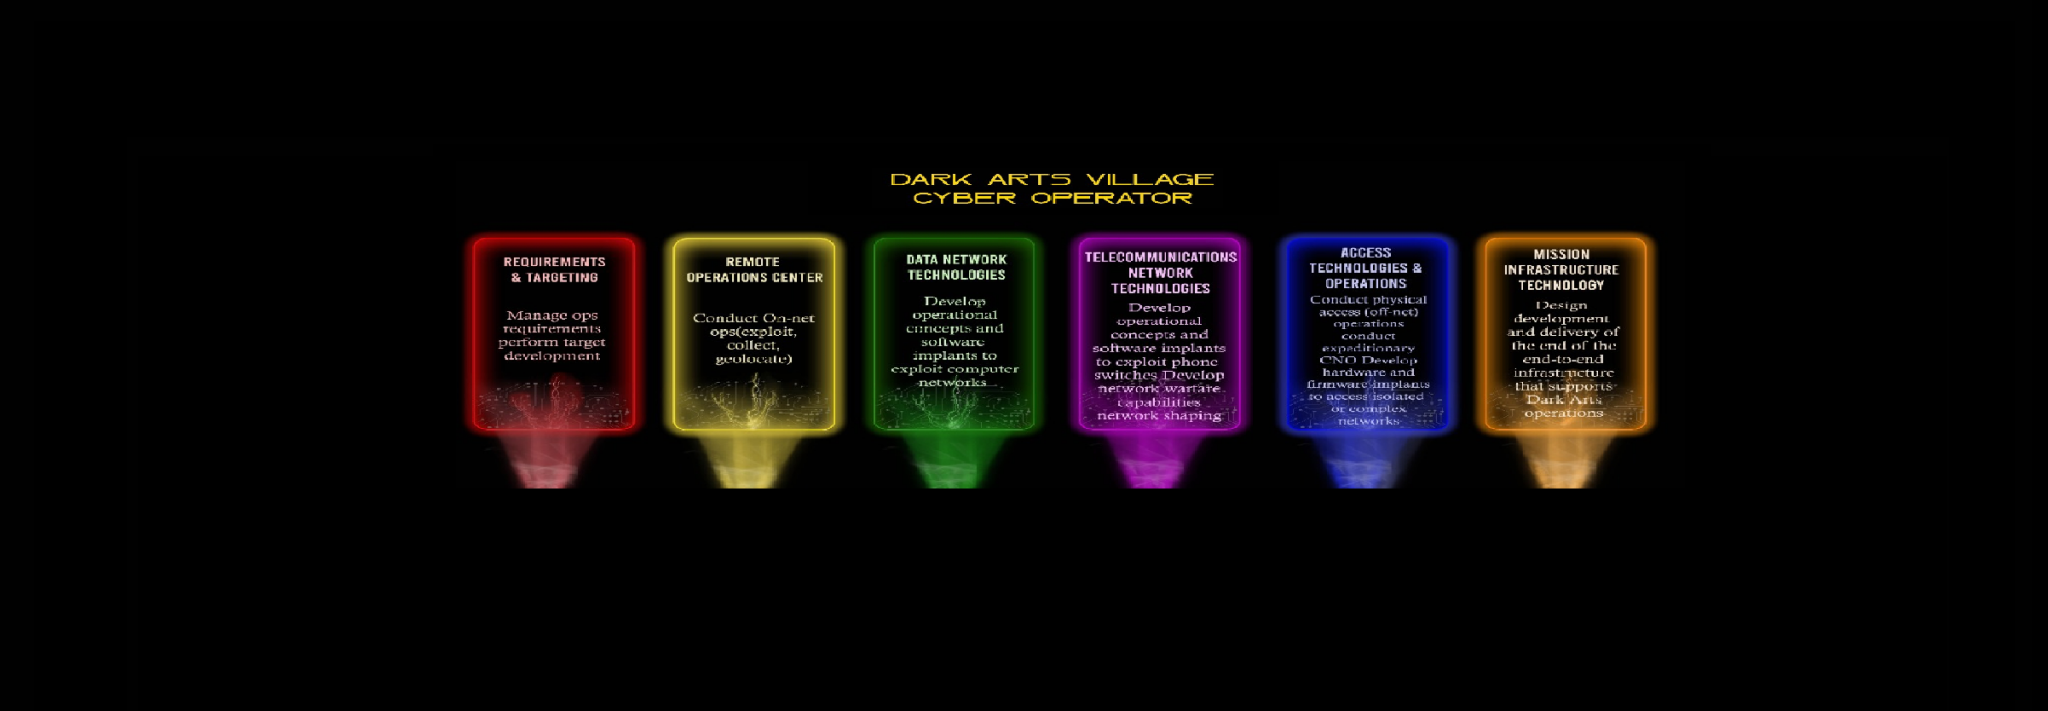 DARK ARTS VILLAGE
CYBER OPERATOR
REQUIREMENTS
& TARGETING
Manage ops
requirements
perform target
development
REMOTE
OPERATIONS CENTER
Conduct On-net
ops(exploit,
collect,
geolocate)
DATA NETWORK
TECHNOLOGIES
Develop
operational
concepts and
software
implants to
exploit computer
networks
TELECOMMUNICATIONS
NETWORK
TECHNOLOGIES
Develop
operational
concepts and
software implants
to exploit phone
switches Develop
network warfare
capabilities
network shaping
ACCESS
TECHNOLOGIES &
OPERATIONS
Conduct physical
access (off-net)
operations
conduct
expeditionary
CNO Develop
hardware and
firmware implants
to access isolated
or complex
networks
MISSION
INFRASTRUCTURE
TECHNOLOGY
Design
development
and delivery of
the end of the
end-to-end
infrastructure
that supports
Dark Arts
operations